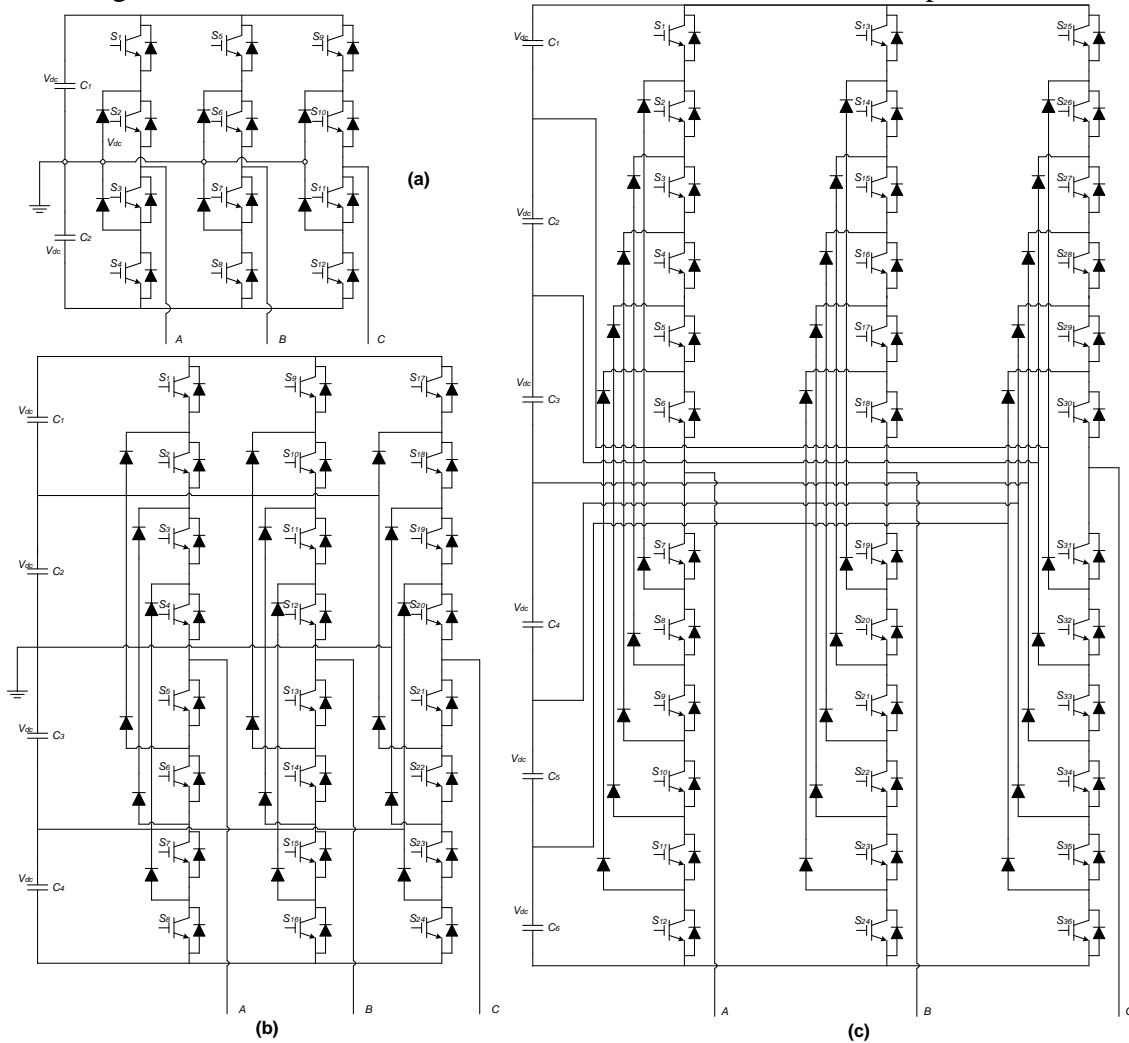 S1
S5
S9
Vdc
C1
S2
S6
S10
Vdc
S3
S7
S11
Vdc
C2
S4
S8
S12
A
B
C
(a)
S1
S9
S17
Vdc
C1
S2
S10
S18
S3
S11
S19
Vdc
C2
S4
S12
S20
S5
S13
S21
Vdc
C3
S6
S14
S22
S7
S15
S23
Vdc
C4
S8
S16
S24
A
B
C
(b)
S1
S13
S25
Vdc
C1
S2
S14
S26
S3
S15
S27
Vdc
C2
S4
S16
S28
S5
S17
S29
Vdc
C3
S6
S18
S30
S7
S19
S31
Vdc
C4
S8
S20
S32
S9
S21
S33
Vdc
C5
S10
S22
S34
S11
S23
S35
Vdc
C6
S12
S24
S36
A
B
(c)